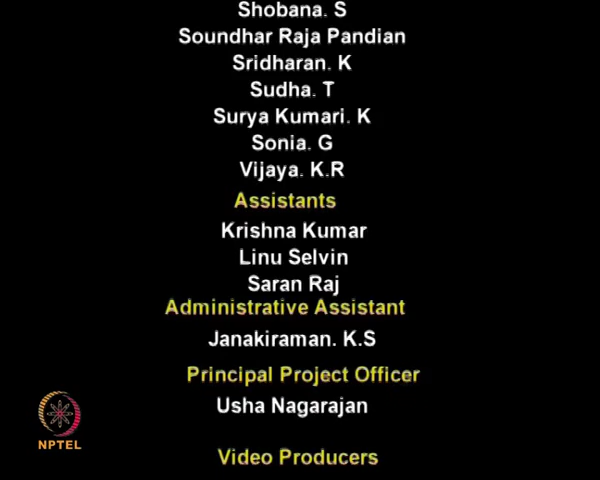 Shobana. S
Soundhar Raja Pandian
Sridharan. K
Sudha. T
Surya Kumari. K
Sonia. G
Vijaya. K.R
Assistants
Krishna Kumar
Linu Selvin
Saran Raj
Administrative Assistant
Janakiraman. K.S
Principal Project Officer
Usha Nagarajan
NPTEL
Video Producers